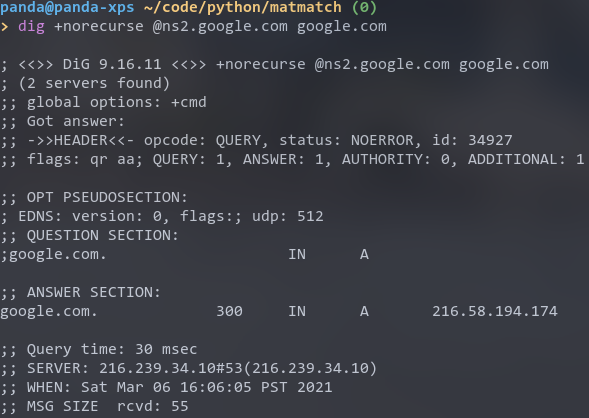 panda@panda-xps ~/code/python/matmatch (0)
> dig +norecurse @ns2.google.com google.com
; <<>> DiG 9.16.11 <<>> +norecurse @ns2.google.com google.com
; (2 servers found)
;; global options: +cmd
;; Got answer:
;; ->>HEADER<<- opcode: QUERY, status: NOERROR, id: 34927
;; flags: qr aa; QUERY: 1, ANSWER: 1, AUTHORITY: 0, ADDITIONAL: 1
;; OPT PSEUDOSECTION:
; EDNS: version: 0, flags:; udp: 512
;; QUESTION SECTION:
;google.com. IN A
;; ANSWER SECTION:
google.com. 300 IN A 216.58.194.174
;; Query time: 30 msec
;; SERVER: 216.239.34.10#53(216.239.34.10)
;; WHEN: Sat Mar 06 16:06:05 PST 2021
;; MSG SIZE rcvd: 55